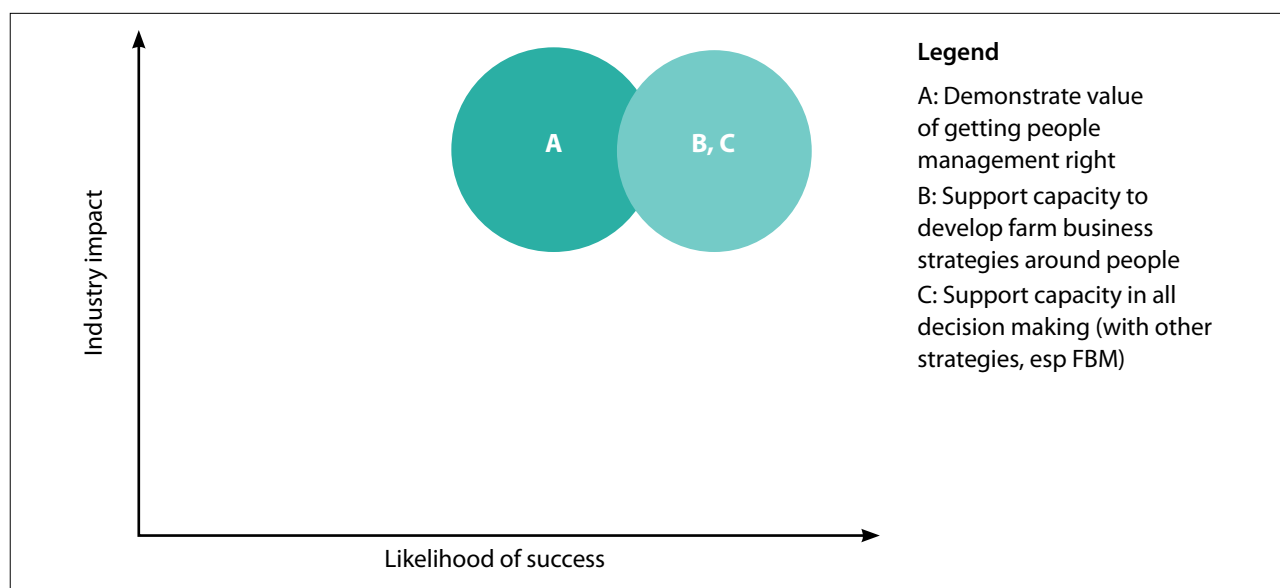 Industry impact
A
B, C
Likelihood of success
Legend
A: Demonstrate value
of getting people
management right
B: Support capacity to
develop farm business
strategies around people
C: Support capacity in all
decision making (with other
strategies, esp FBM)